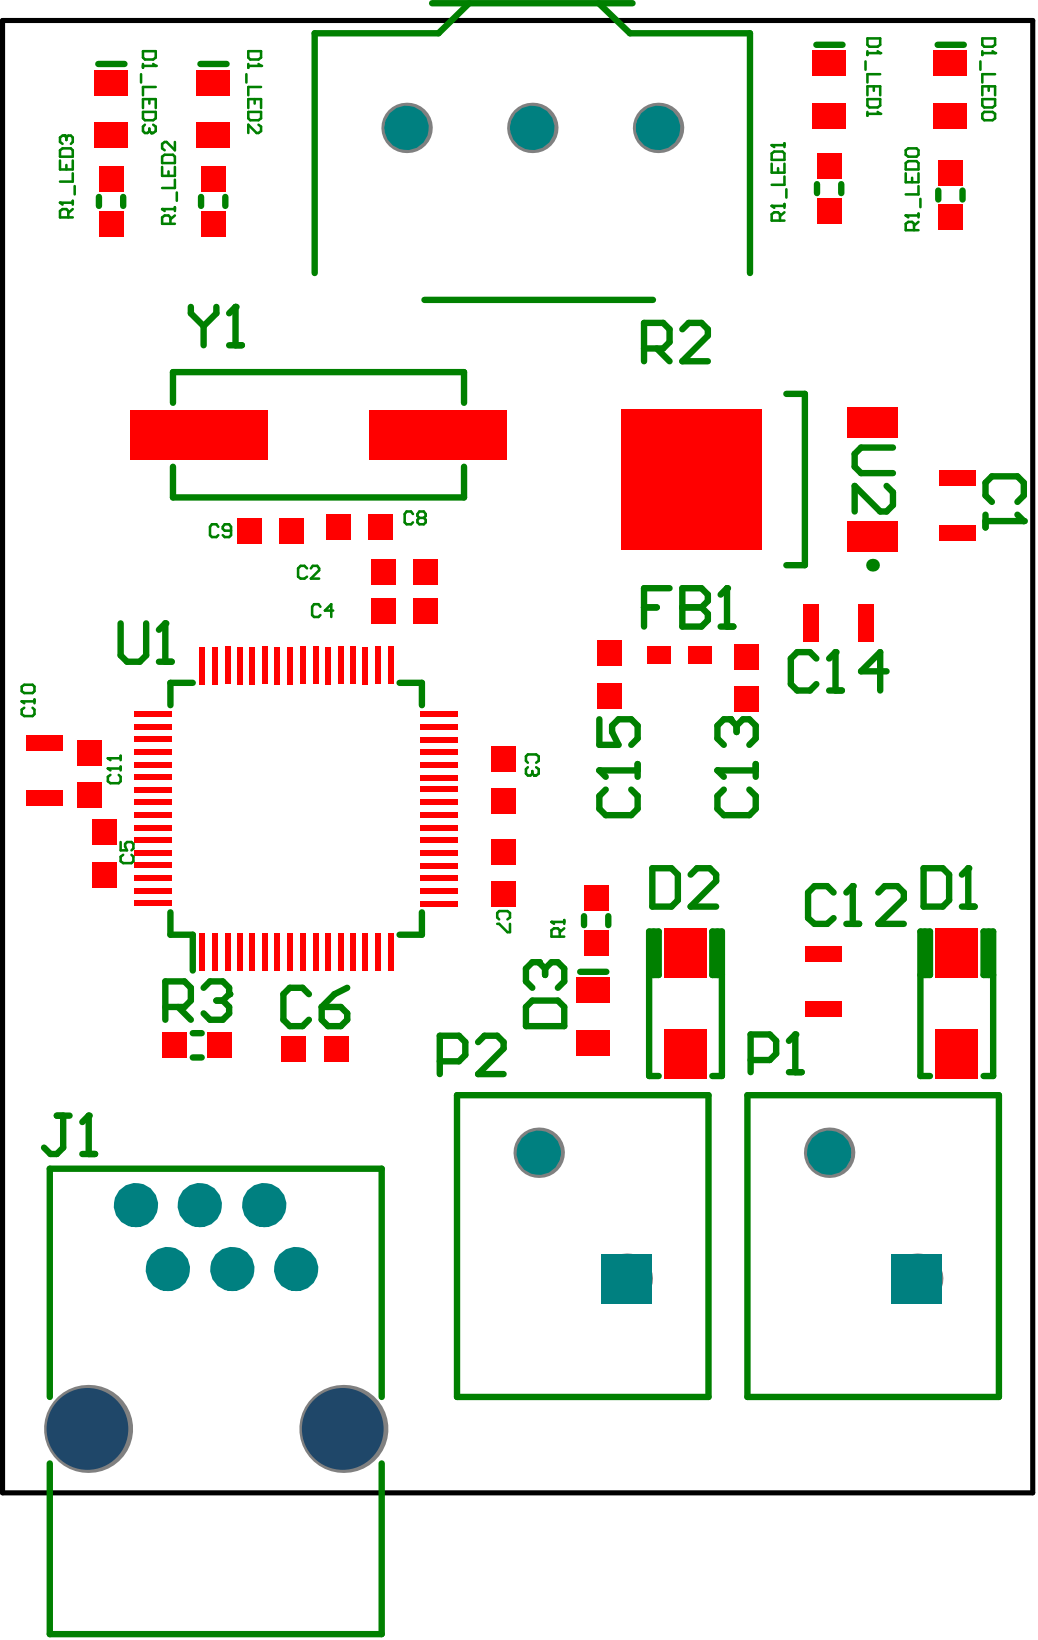 D1_LED3
D1_LED2
D1_LED1
D1_LED0
R1_LED3
R1_LED2
R1_LED1
R1_LED0
Y1
R2
U2
C1
C9
C8
C2
C4
FB1
U1
C14
C10
C11
C3
C15
C13
C5
D2
D1
C12
C7
R1
D3
R3
C6
P2
P1
J1